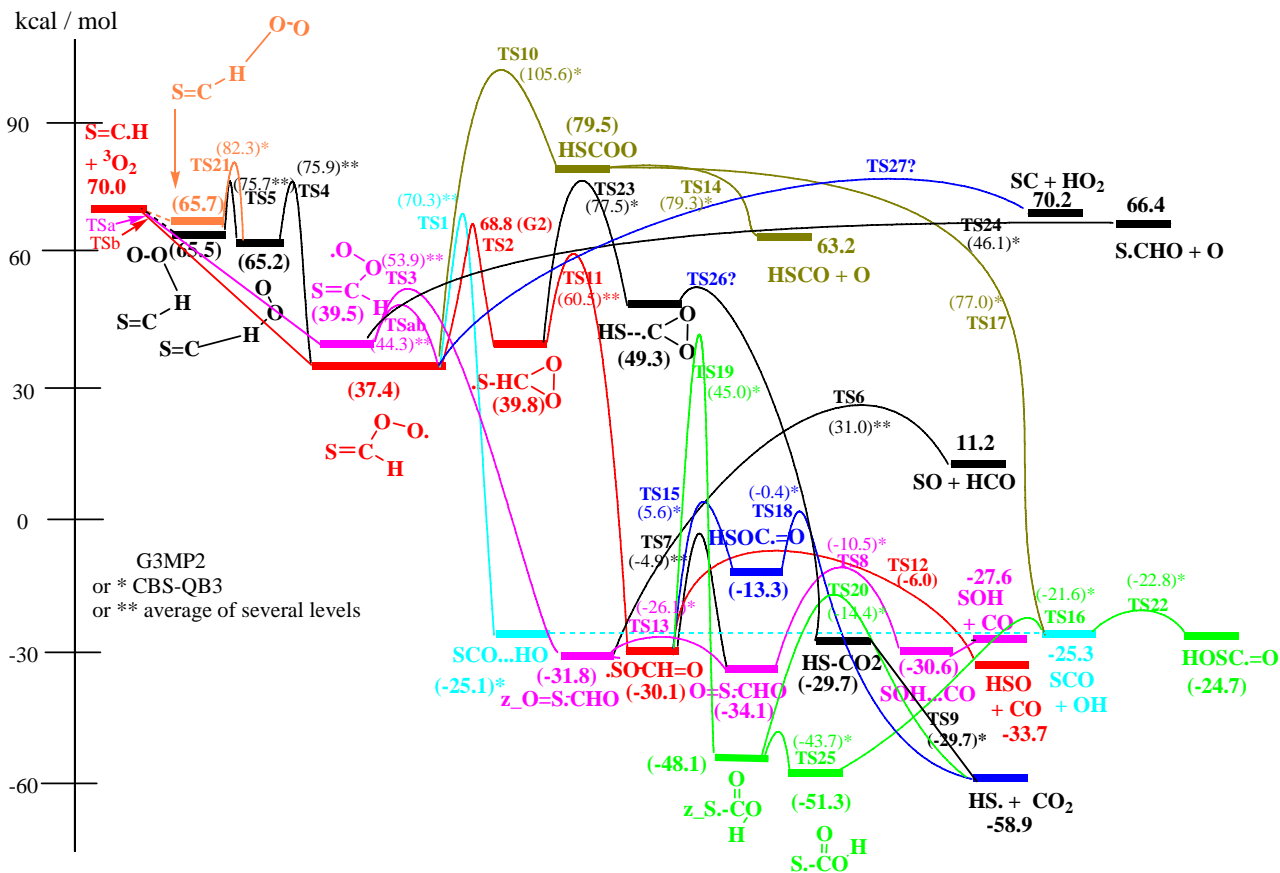 kcal / mol
90
60
30
0
-30
-60
G3MP2
or * CBS-QB3
or ** average of several levels
S=C.H
+ ³O₂
70.0
TSa
TSb
O-O
H
S=C
(65.7)
TS21
(82.3)*
(75.7**)
TS5
(75.9)**
TS4
(65.5)
O-O
H
S=C
(65.2)
O
O
H
S=C
.O
O
S=C
H
(39.5)
(53.9)**
TS3
TSab
(44.3)**
(37.4)
O
O.
S=C
H
TS10
(105.6)*
(70.3)**
TS1
68.8 (G2)
TS2
TS11
(60.5)**
.S-HC
O
O
(39.8)
(79.5)
HSCOO
TS23
(77.5)*
TS14
(79.3)*
63.2
HSCO + O
TS27?
SC + HO₂
70.2
TS24
(46.1)*
66.4
S.CHO + O
(77.0)*
TS17
TS26?
HS--.C
O
O
(49.3)
TS19
(45.0)*
TS6
(31.0)**
11.2
SO + HCO
TS15
(5.6)*
(-0.4)*
TS18
HSOC.=O
(-13.3)
TS7
(-4.9)**
(-10.5)*
TS8
TS20
(-14.4)*
TS12
(-6.0)
-27.6
SOH
+ CO
(-21.6)*
TS16
(-22.8)*
TS22
(-26.1)*
TS13
SCO...HO
(-25.1)*
(-31.8)
z_O=S.CHO
.SO-CH=O
(-30.1)
O=S.CHO
(-34.1)
HS-CO2
(-29.7)
(-30.6)
SOH...CO
HSO
+ CO
-33.7
-25.3
SCO
+ OH
HOSC.=O
(-24.7)
TS9
(-29.7)*
(-48.1)
O
z_S.-CO
H
(-43.7)*
TS25
(-51.3)
O
H
S.-CO
HS. + CO₂
-58.9